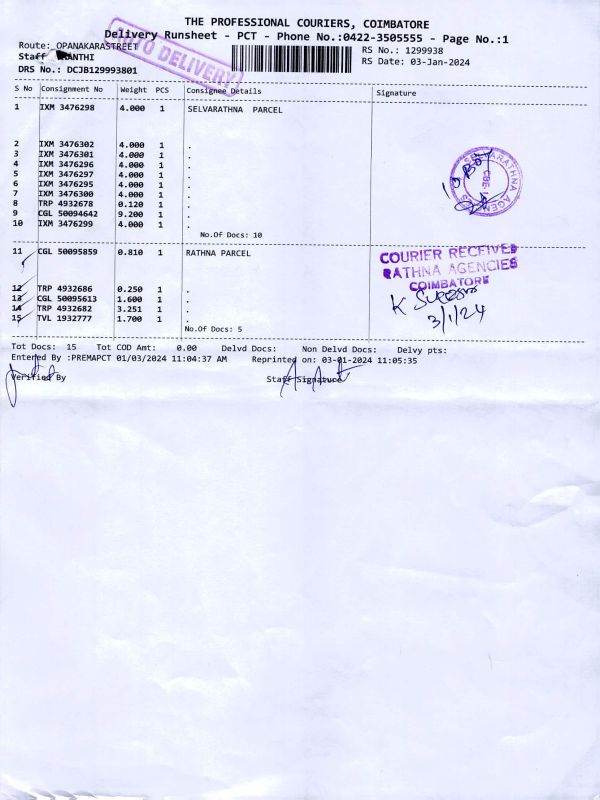 THE PROFESSIONAL COURIERS, COIMBATORE
Delivery Runsheet - PCT - Phone No.:0422-3505555 - Page No.:1
Route: OPANAKARASTREET
AUTO DELIVERY
RS No.: 1299938
Staff ANTHI
RS Date: 03-Jan-2024
DRS No.: DCJB129993801
S No Consignment No Weight PCS Consignee Details Signature
1 IXM 3476298 4.000 1 SELVARATHNA PARCEL
2 IXM 3476302 4.000 1 .
3 IXM 3476301 4.000 1 .
4 IXM 3476296 4.000 1 .
5 IXM 3476297 4.000 1 .
6 IXM 3476295 4.000 1 .
7 IXM 3476300 4.000 1 .
8 TRP 4932678 0.120 1 .
9 CGL 50094642 9.200 1 .
10 IXM 3476299 4.000 1 .
SELVARATHNA AGEN
CBE-1
No.Of Docs: 10
11 CGL 50095859 0.810 1 RATHNA PARCEL
COURIER RECEIVED
RATHNA AGENCIES
COIMBATORE
12 TRP 4932686 0.250 1 .
13 CGL 50095613 1.600 1 .
14 TRP 4932682 3.251 1 .
15 TVL 1932777 1.700 1 .
K
3/1/24
No.Of Docs: 5
Tot Docs: 15 Tot COD Amt: 0.00 Delvd Docs: Non Delvd Docs: Delvy pts:
Entered By :PREMAPCT 01/03/2024 11:04:37 AM Reprinted on: 03-01-2024 11:05:35
Verified By Staff Signature